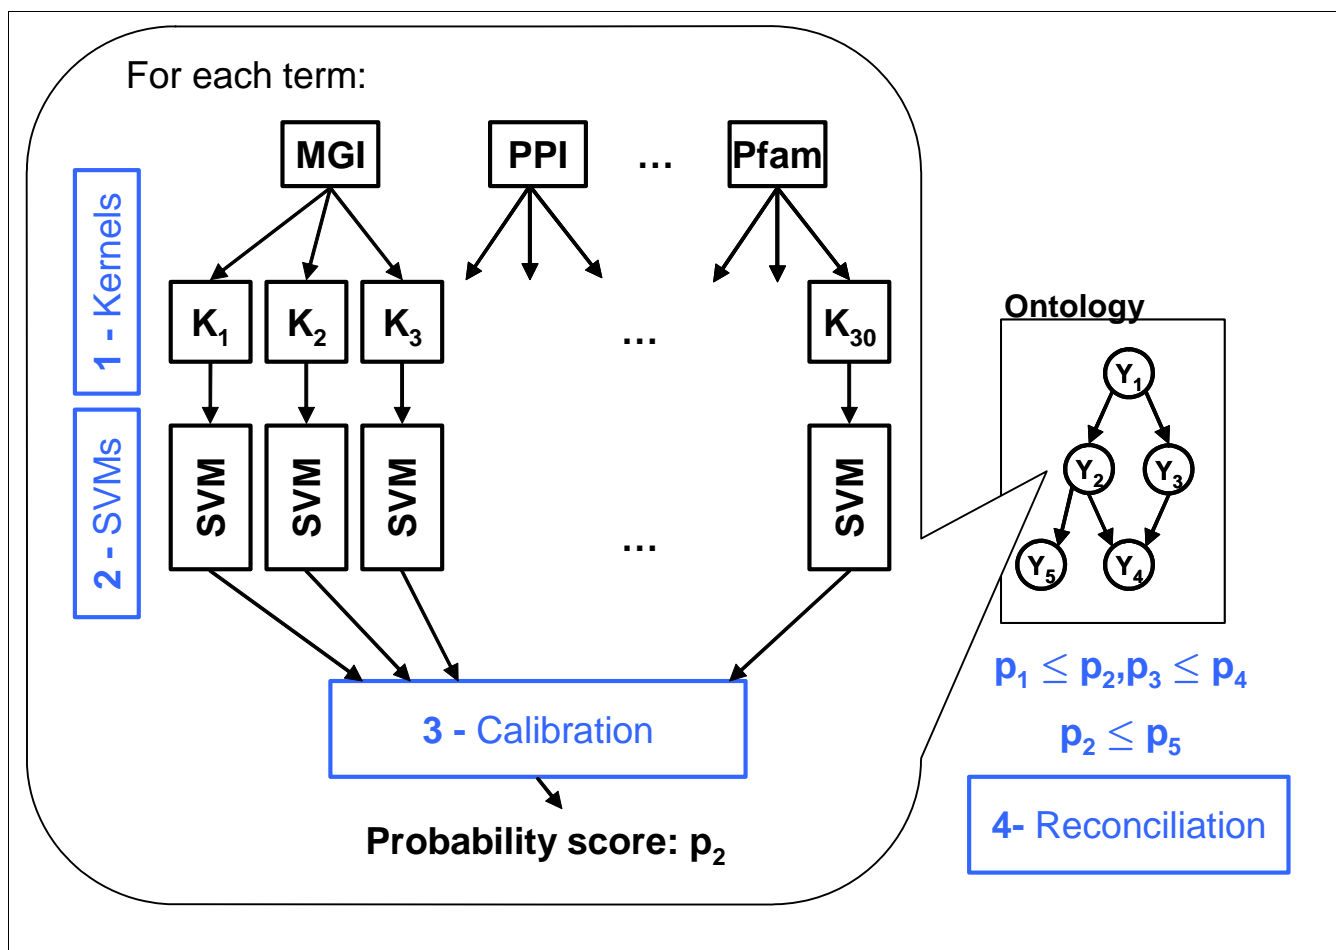 For each term:
MGI PPI ... Pfam
1 - Kernels
K1 K2 K3 ... K30
Ontology
Y1
Y2 Y3
Y5 Y4
2 - SVMs
SVM SVM SVM ... SVM
p1 ≤ p2,p3 ≤ p4
p2 ≤ p5
3 - Calibration
4- Reconciliation
Probability score: p2